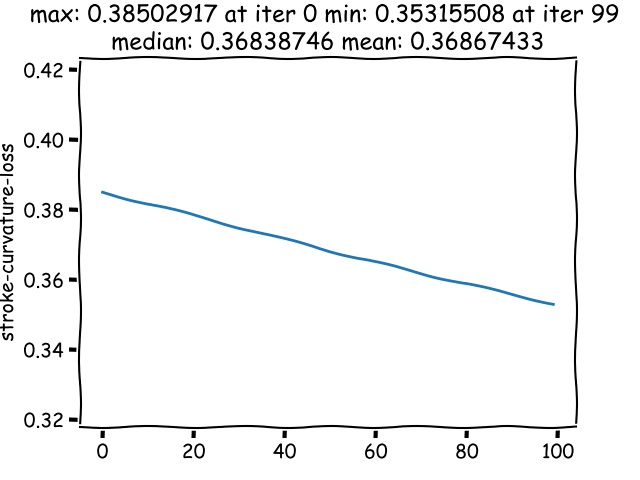 max: 0.38502917 at iter 0 min: 0.35315508 at iter 99
median: 0.36838746 mean: 0.36867433
stroke-curvature-loss
0.42
0.40
0.38
0.36
0.34
0.32
0 20 40 60 80 100